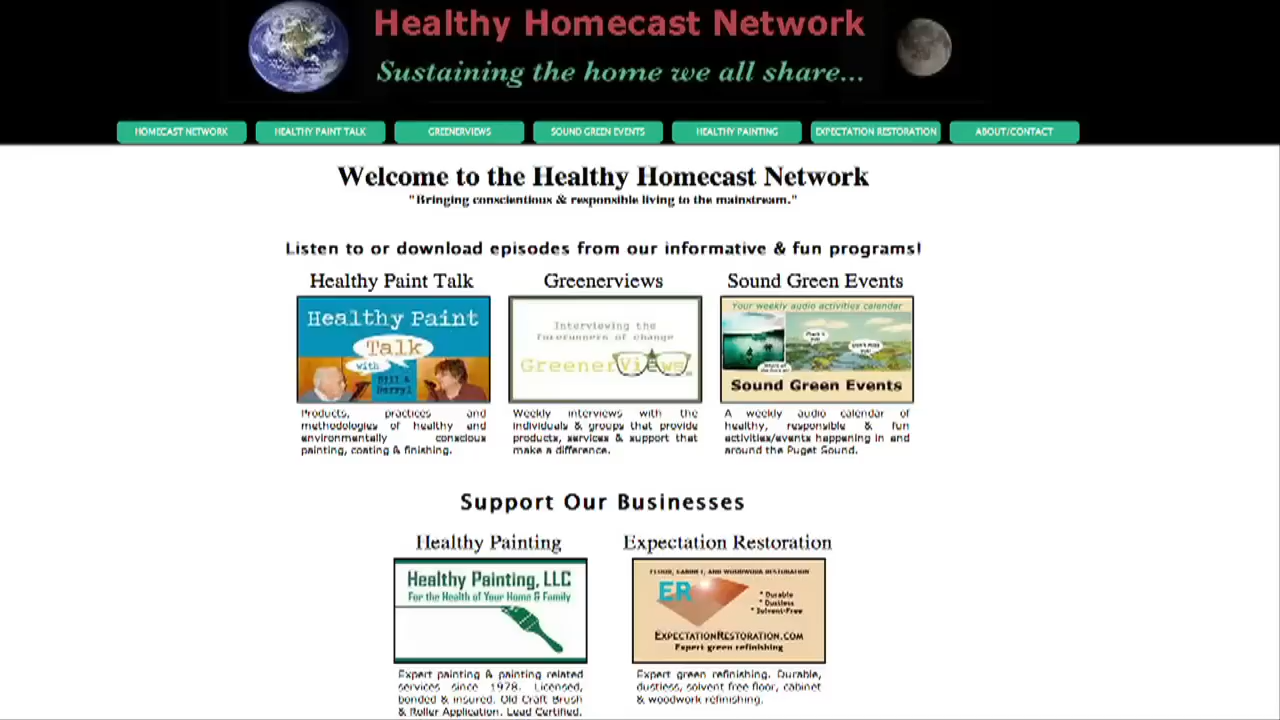 Healthy Homecast Network
Sustaining the home we all share...
HOMECAST NETWORK HEALTHY PAINT TALK GREENERVIEWS SOUND GREEN EVENTS HEALTHY PAINTING EXPECTATION RESTORATION ABOUT/CONTACT
Welcome to the Healthy Homecast Network
"Bringing conscientious & responsible living to the mainstream."
Listen to or download episodes from our informative & fun programs!
Healthy Paint Talk
Healthy Paint
Talk
with
Bill &
Darryl
Products, practices and
methodologies of healthy and
environmentally conscious
painting, coating & finishing.
Greenerviews
Interviewing the
forerunners of change
GreenerViews
Weekly interviews with the
individuals & groups that provide
products, services & support that
make a difference.
Sound Green Events
Your weekly audio activities calendar
Sound Green Events
A weekly audio calendar of
healthy, responsible & fun
activities/events happening in and
around the Puget Sound.
Support Our Businesses
Healthy Painting
Healthy Painting, LLC
For the Health of Your Home & Family
Expert painting & painting related
services since 1978. Licensed,
bonded & insured. Old Craft Brush
& Roller Application. Lead Certified.
Expectation Restoration
FLOOR, CABINET, AND WOODWORK RESTORATION
ER
* Durable
* Dustless
* Solvent-Free
EXPECTATIONRESTORATION.COM
Expert green refinishing
Expert green refinishing. Durable,
dustless, solvent free floor, cabinet
& woodwork refinishing.